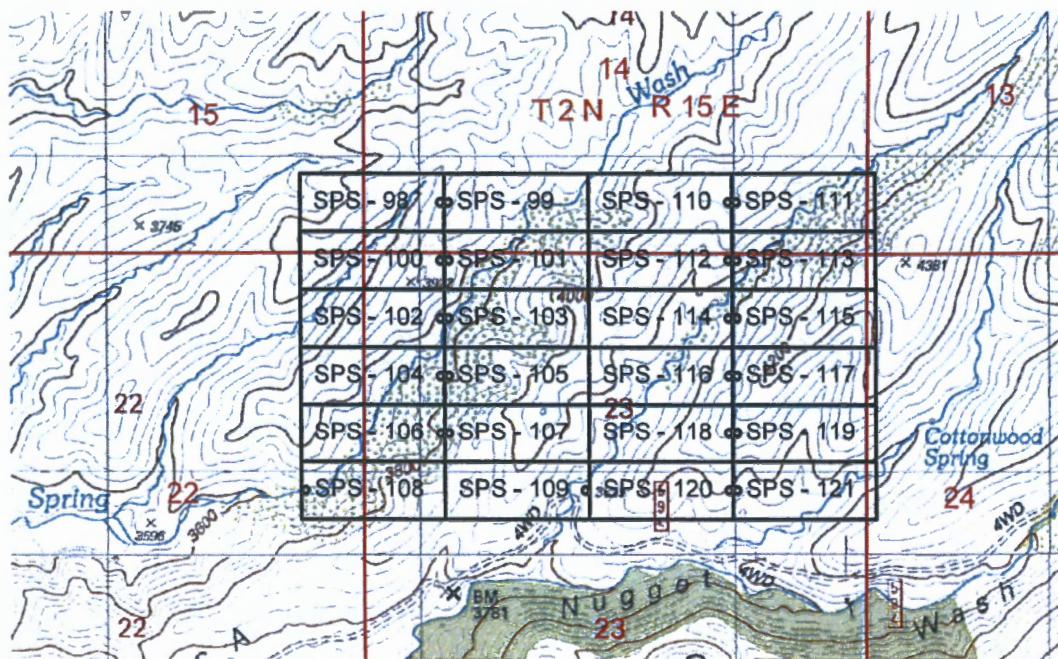 14
14
Wash
15
T 2 N R 15 E
13
SPS - 98 SPS - 99 SPS - 110 SPS - 111
3745
SPS - 100 SPS - 101 SPS - 112 SPS - 113
4381
4000
SPS - 102 SPS - 103 SPS - 114 SPS - 115
SPS - 104 SPS - 105 SPS - 116 SPS - 117
22
23
SPS - 106 SPS - 107 SPS - 118 SPS - 119
Cottonwood
Spring
3800
SPS - 108 SPS - 109 SPS - 120 SPS - 121
Spring
22
24
3600
3596
4WD
4WD
4WD
BM
3781
Nugget Wash
22
23
A